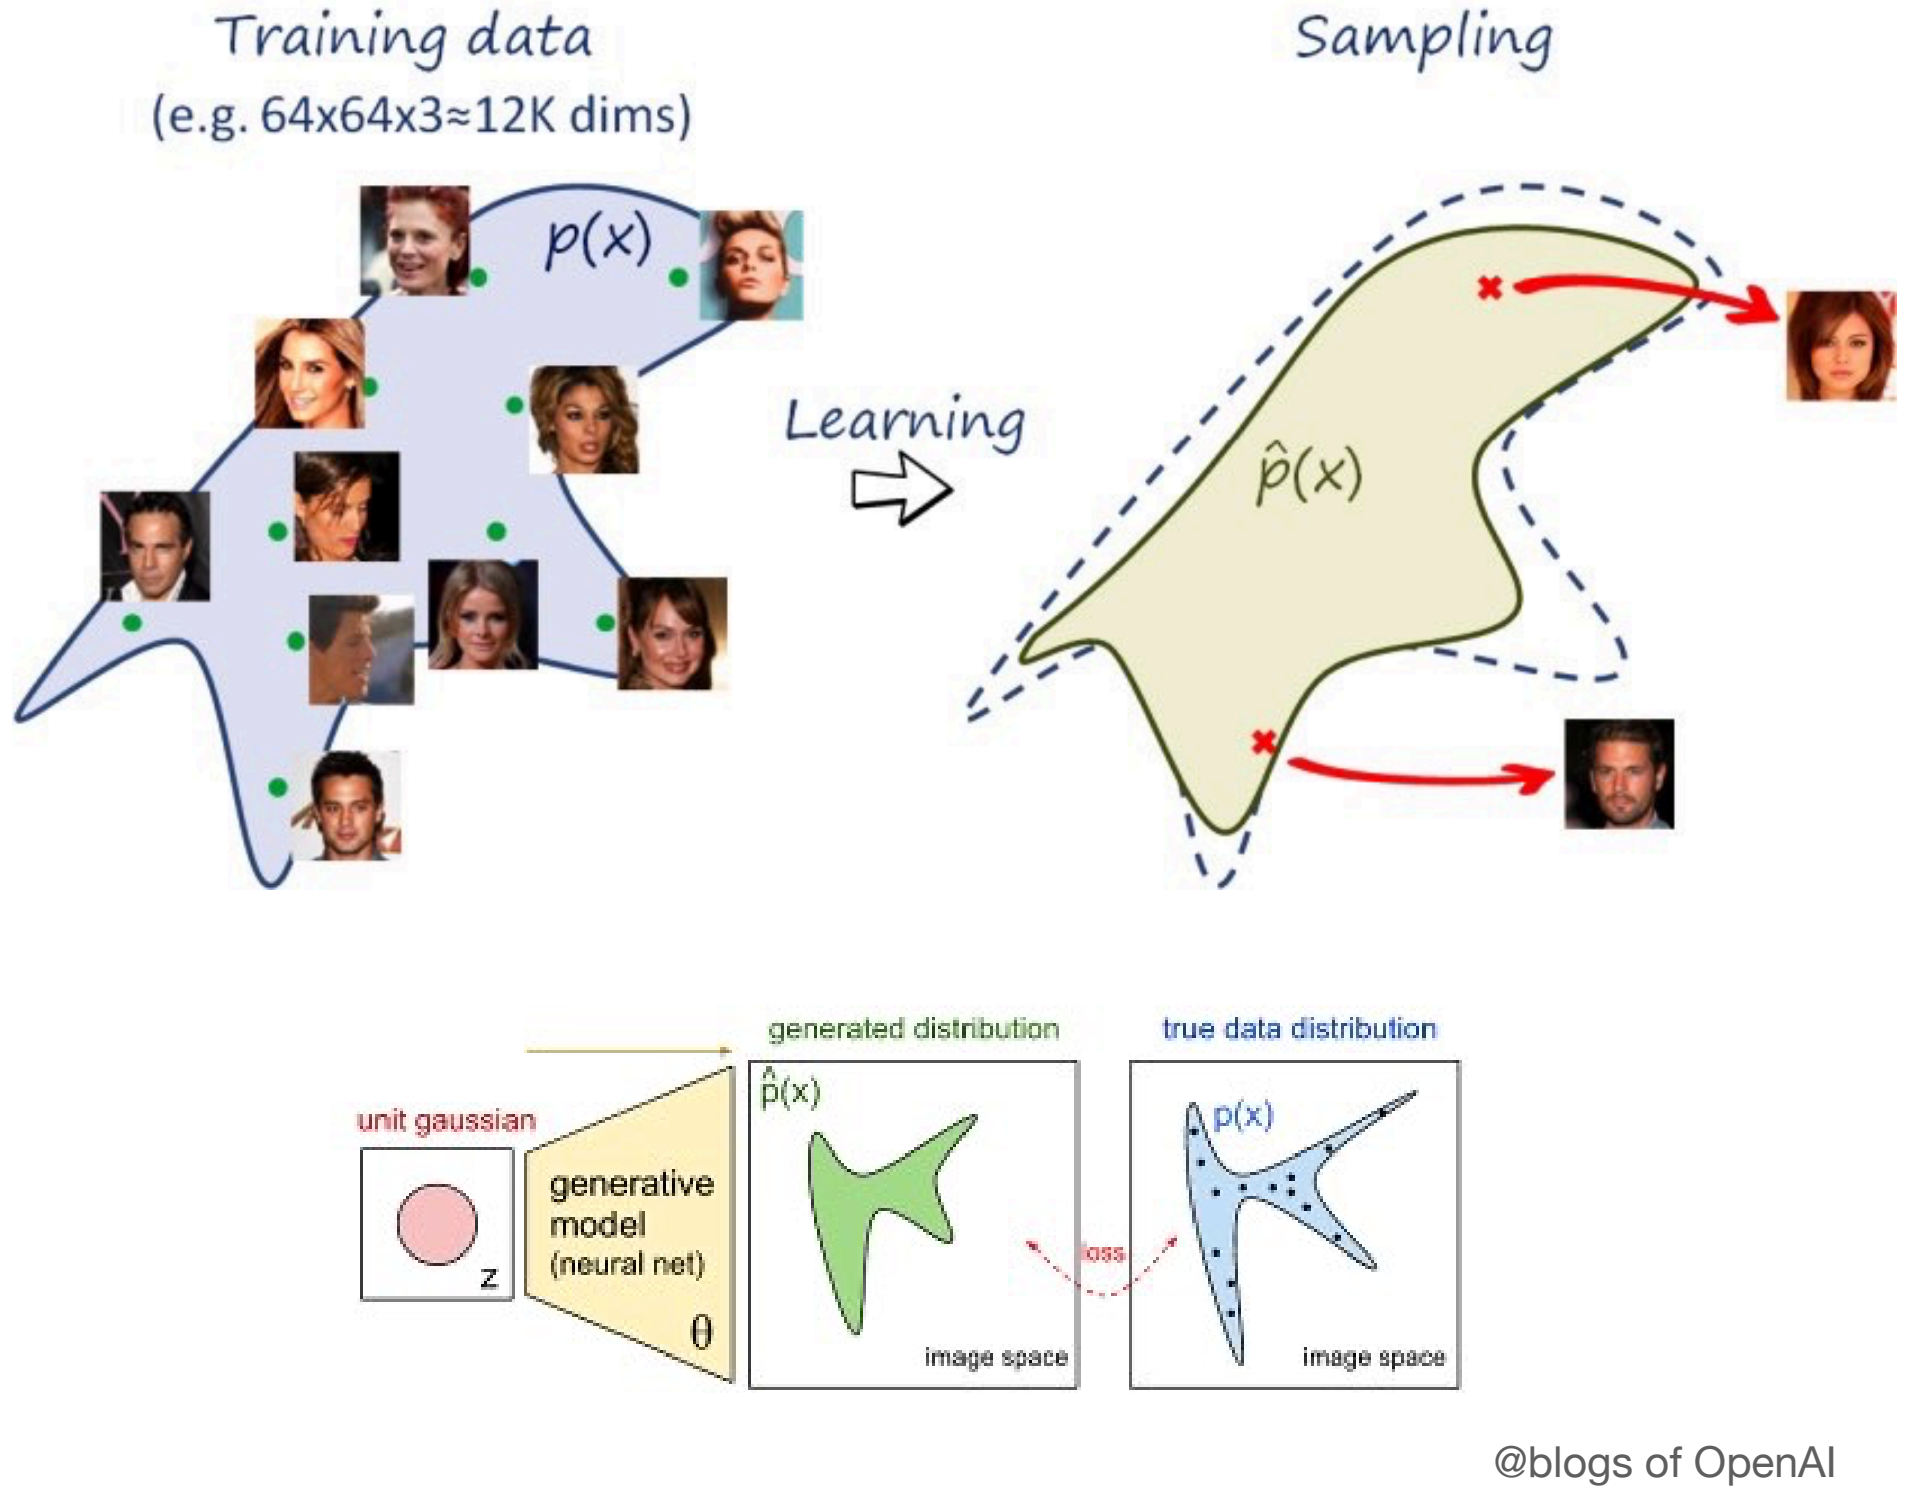 Training data
(e.g. 64x64x3≈12K dims)
Sampling
p(x)
Learning
p̂(x)
generated distribution
true data distribution
p̂(x)
unit gaussian
p(x)
generative
model
(neural net)
loss
z
θ
image space
image space
@blogs of OpenAI